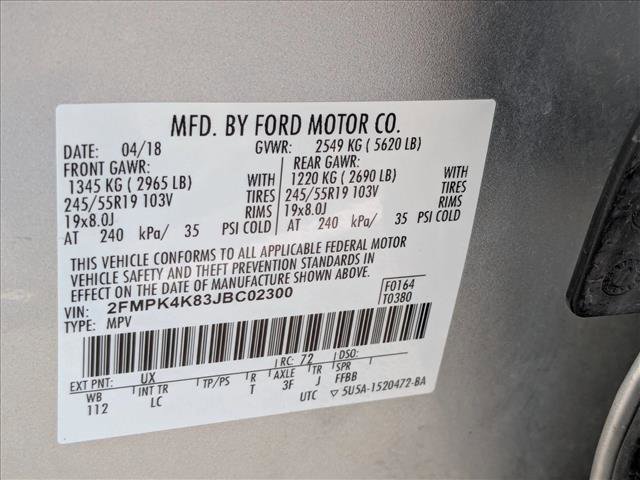 MFD. BY FORD MOTOR CO.
DATE: 04/18 GVWR: 2549 KG ( 5620 LB)
FRONT GAWR: REAR GAWR:
1345 KG ( 2965 LB) WITH 1220 KG ( 2690 LB) WITH
245/55R19 103V TIRES 245/55R19 103V TIRES
19x8.0J RIMS 19x8.0J RIMS
AT 240 kPa/ 35 PSI COLD AT 240 kPa/ 35 PSI COLD
THIS VEHICLE CONFORMS TO ALL APPLICABLE FEDERAL MOTOR
VEHICLE SAFETY AND THEFT PREVENTION STANDARDS IN
EFFECT ON THE DATE OF MANUFACTURE SHOWN ABOVE.
VIN: 2FMPK4K83JBC02300 F0164
TYPE: MPV T0380
EXT PNT: UX RC: 72 DSO:
WB INT TR TP/PS R AXLE TR SPR
112 LC T 3F J FFBB
UTC ▽5U5A-1520472-BA